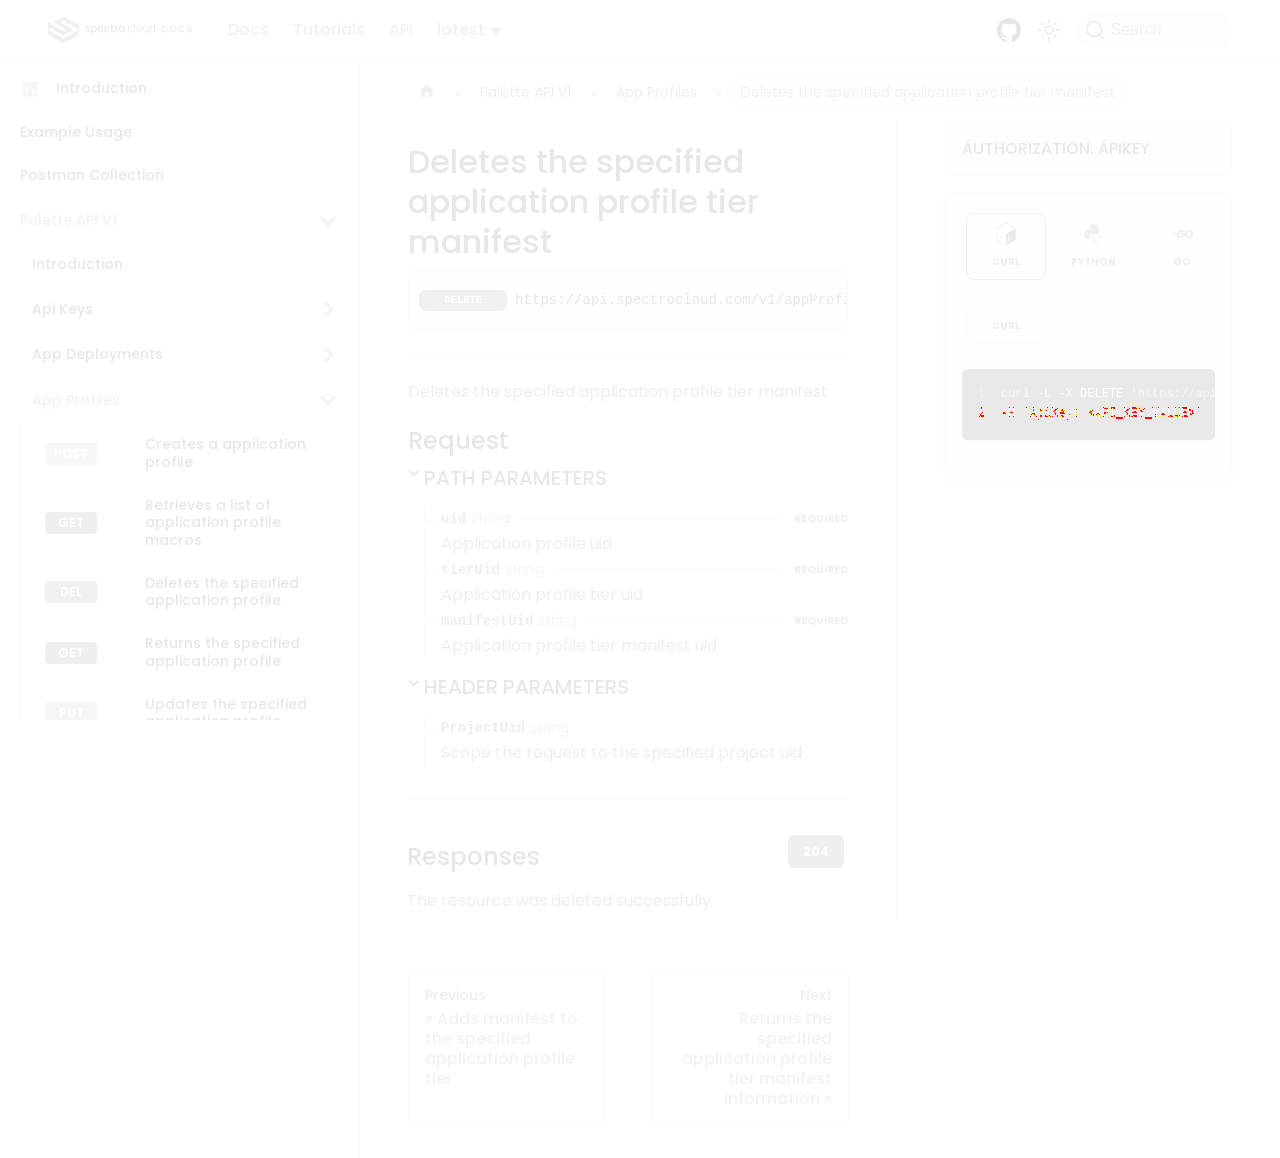 spectro cloud DOCS
Docs
Tutorials
API
latest
Search
Introduction
Example Usage
Postman Collection
Palette API V1
Introduction
Api Keys
App Deployments
App Profiles
POST
Creates a application
profile
GET
Retrieves a list of
application profile
macros
DEL
Deletes the specified
application profile
GET
Returns the specified
application profile
PUT
Updates the specified
application profile
Palette API V1
App Profiles
Deletes the specified application profile tier manifest
Deletes the specified
application profile tier
manifest
DELETE https://api.spectrocloud.com/v1/appProfi
Deletes the specified application profile tier manifest
Request
PATH PARAMETERS
uid string REQUIRED
Application profile uid
tierUid string REQUIRED
Application profile tier uid
manifestUid string REQUIRED
Application profile tier manifest uid
HEADER PARAMETERS
ProjectUid string
Scope the request to the specified project uid
Responses
204
The resource was deleted successfully
Previous
« Adds manifest to
the specified
application profile
tier
Next
Returns the
specified
application profile
tier manifest
information »
AUTHORIZATION: APIKEY
CURL
PYTHON
GO
GO
CURL
1 curl -L -X DELETE 'https://api
2 -H 'ApiKey: <API_KEY_VALUE>'